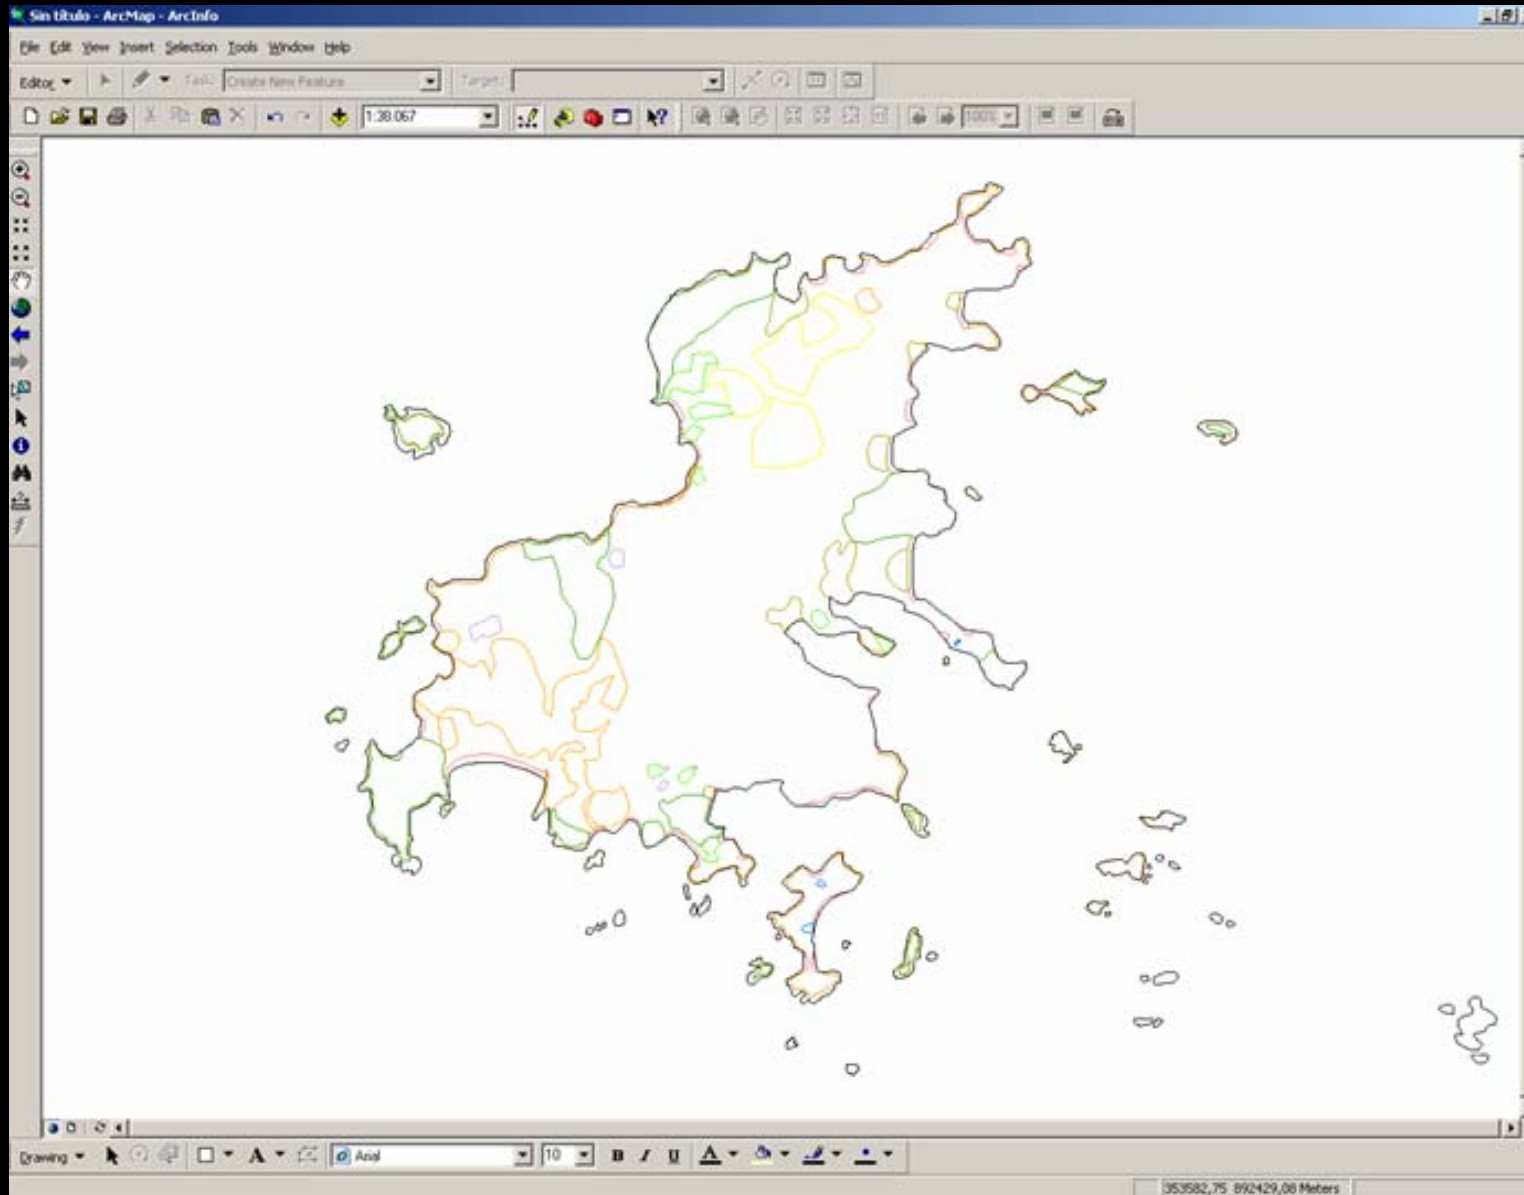 Sin título - ArcMap - ArcInfo
File Edit View Insert Selection Tools Window Help
Editor Task: Create New Feature Target:
1:38.067 100%
Drawing A Arial 10 B I U A
353582,75 892429,08 Meters